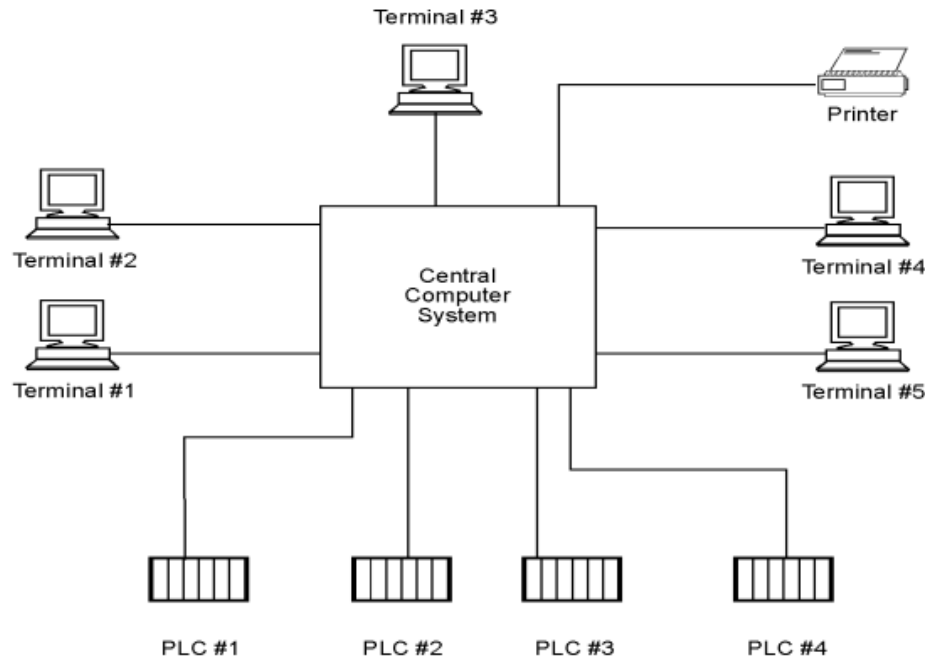 Terminal #3
Printer
Terminal #2
Terminal #4
Central
Computer
System
Terminal #1
Terminal #5
PLC #1
PLC #2
PLC #3
PLC #4